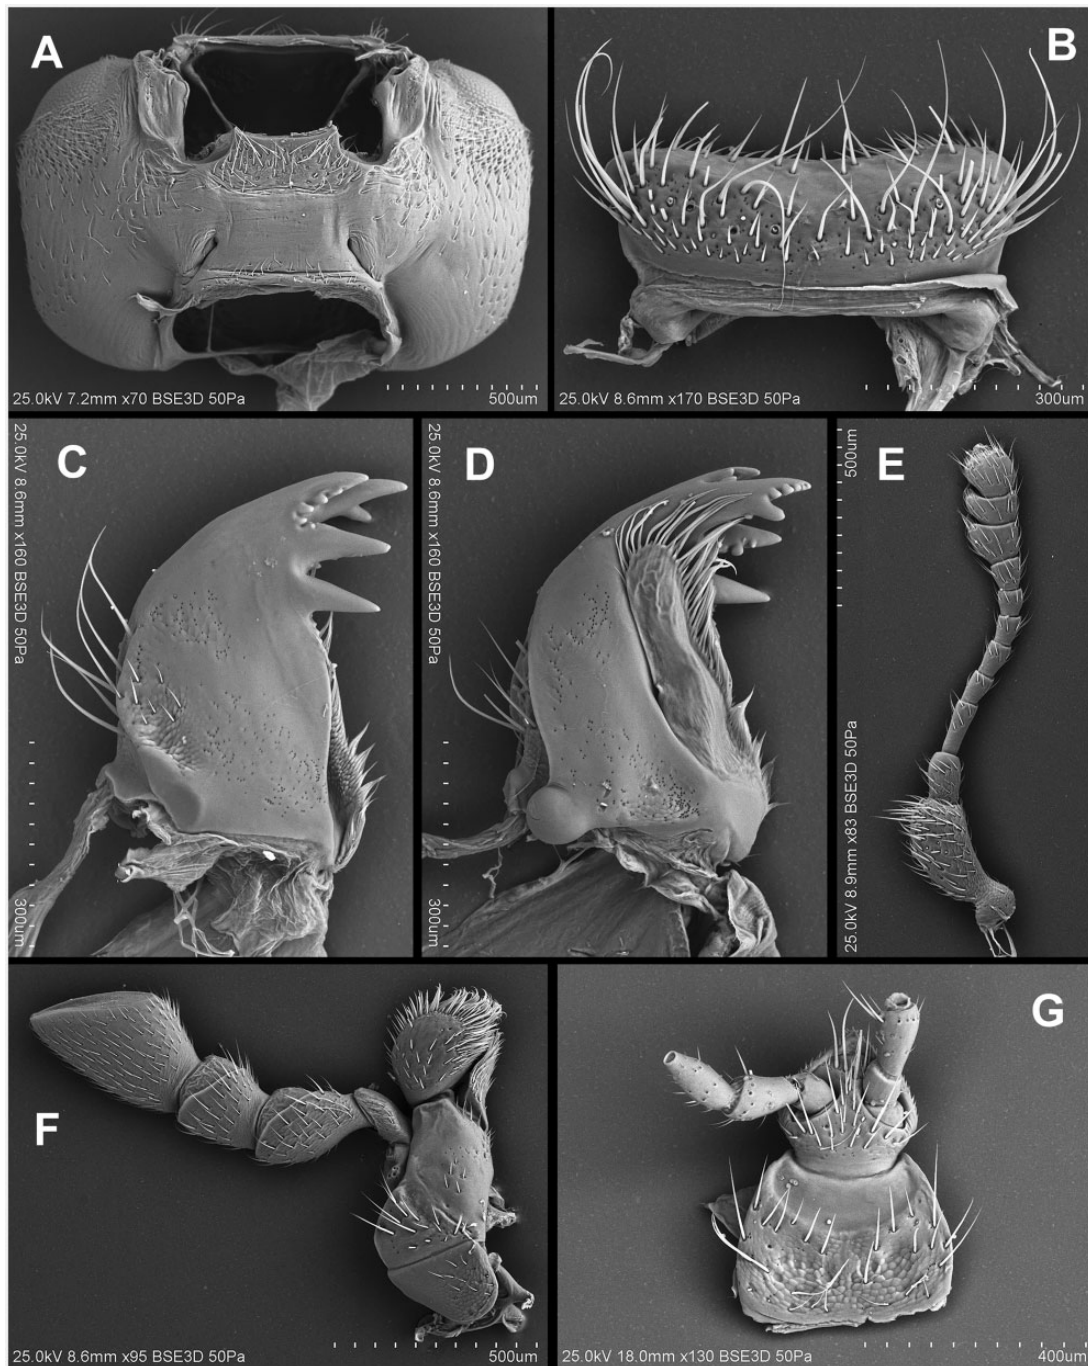 A
B
25.0kV 7.2mm x70 BSE3D 50Pa
500um
25.0kV 8.6mm x170 BSE3D 50Pa
300um
C
25.0kV 8.6mm x160 BSE3D 50Pa
300um
D
25.0kV 8.6mm x160 BSE3D 50Pa
300um
E
500um
25.0kV 8.9mm x83 BSE3D 50Pa
F
25.0kV 8.6mm x95 BSE3D 50Pa
500um
G
25.0kV 18.0mm x130 BSE3D 50Pa
400um